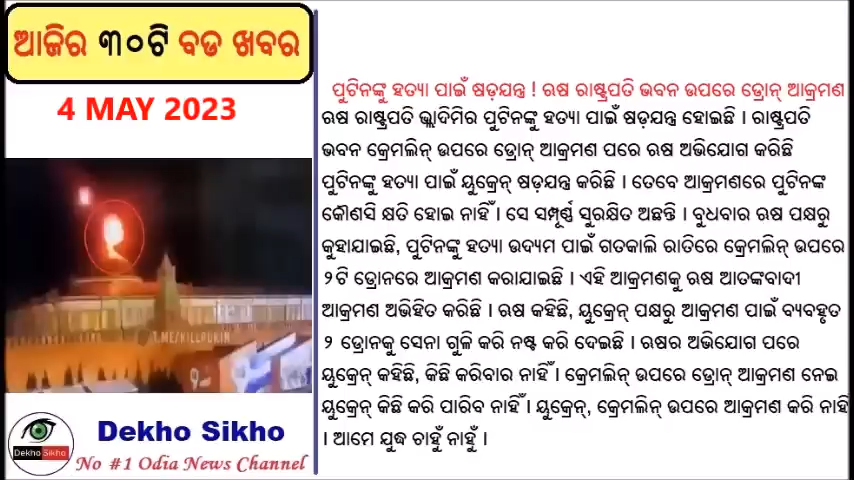 ଆଜିର ୩୦ଟି ବଡ ଖବର
4 MAY 2023
T.ME/KILLPUKIN
Dekho Sikho
Dekho Sikho
No #1 Odia News Channel
ପୁଟିନଙ୍କୁ ହତ୍ୟା ପାଇଁ ଷଡ଼ଯନ୍ତ୍ର ! ଋଷ ରାଷ୍ଟ୍ରପତି ଭବନ ଉପରେ ଡ୍ରୋନ୍ ଆକ୍ରମଣ
ଋଷ ରାଷ୍ଟ୍ରପତି ଭ୍ଲାଦିମିର ପୁଟିନଙ୍କୁ ହତ୍ୟା ପାଇଁ ଷଡ଼ଯନ୍ତ୍ର ହୋଇଛି । ରାଷ୍ଟ୍ରପତି
ଭବନ କ୍ରେମଲିନ୍ ଉପରେ ଡ୍ରୋନ୍ ଆକ୍ରମଣ ପରେ ଋଷ ଅଭିଯୋଗ କରିଛି
ପୁଟିନଙ୍କୁ ହତ୍ୟା ପାଇଁ ୟୁକ୍ରେନ୍ ଷଡ଼ଯନ୍ତ୍ର କରିଛି । ତେବେ ଆକ୍ରମଣରେ ପୁଟିନଙ୍କ
କୌଣସି କ୍ଷତି ହୋଇ ନାହିଁ । ସେ ସମ୍ପୂର୍ଣ୍ଣ ସୁରକ୍ଷିତ ଅଛନ୍ତି । ବୁଧବାର ଋଷ ପକ୍ଷରୁ
କୁହାଯାଇଛି, ପୁଟିନଙ୍କୁ ହତ୍ୟା ଉଦ୍ୟମ ପାଇଁ ଗତକାଲି ରାତିରେ କ୍ରେମଲିନ୍ ଉପରେ
୨ଟି ଡ୍ରୋନରେ ଆକ୍ରମଣ କରାଯାଇଛି । ଏହି ଆକ୍ରମଣକୁ ଋଷ ଆତଙ୍କବାଦୀ
ଆକ୍ରମଣ ଅଭିହିତ କରିଛି । ଋଷ କହିଛି, ୟୁକ୍ରେନ୍ ପକ୍ଷରୁ ଆକ୍ରମଣ ପାଇଁ ବ୍ୟବହୃତ
୨ ଡ୍ରୋନକୁ ସେନା ଗୁଳି କରି ନଷ୍ଟ କରି ଦେଇଛି । ଋଷର ଅଭିଯୋଗ ପରେ
ୟୁକ୍ରେନ୍ କହିଛି, କିଛି କରିବାର ନାହିଁ । କ୍ରେମଲିନ୍ ଉପରେ ଡ୍ରୋନ୍ ଆକ୍ରମଣ ନେଇ
ୟୁକ୍ରେନ୍ କିଛି କରି ପାରିବ ନାହିଁ । ୟୁକ୍ରେନ୍, କ୍ରେମଲିନ୍ ଉପରେ ଆକ୍ରମଣ କରି ନାହିଁ
। ଆମେ ଯୁଦ୍ଧ ଚାହୁଁ ନାହୁଁ ।